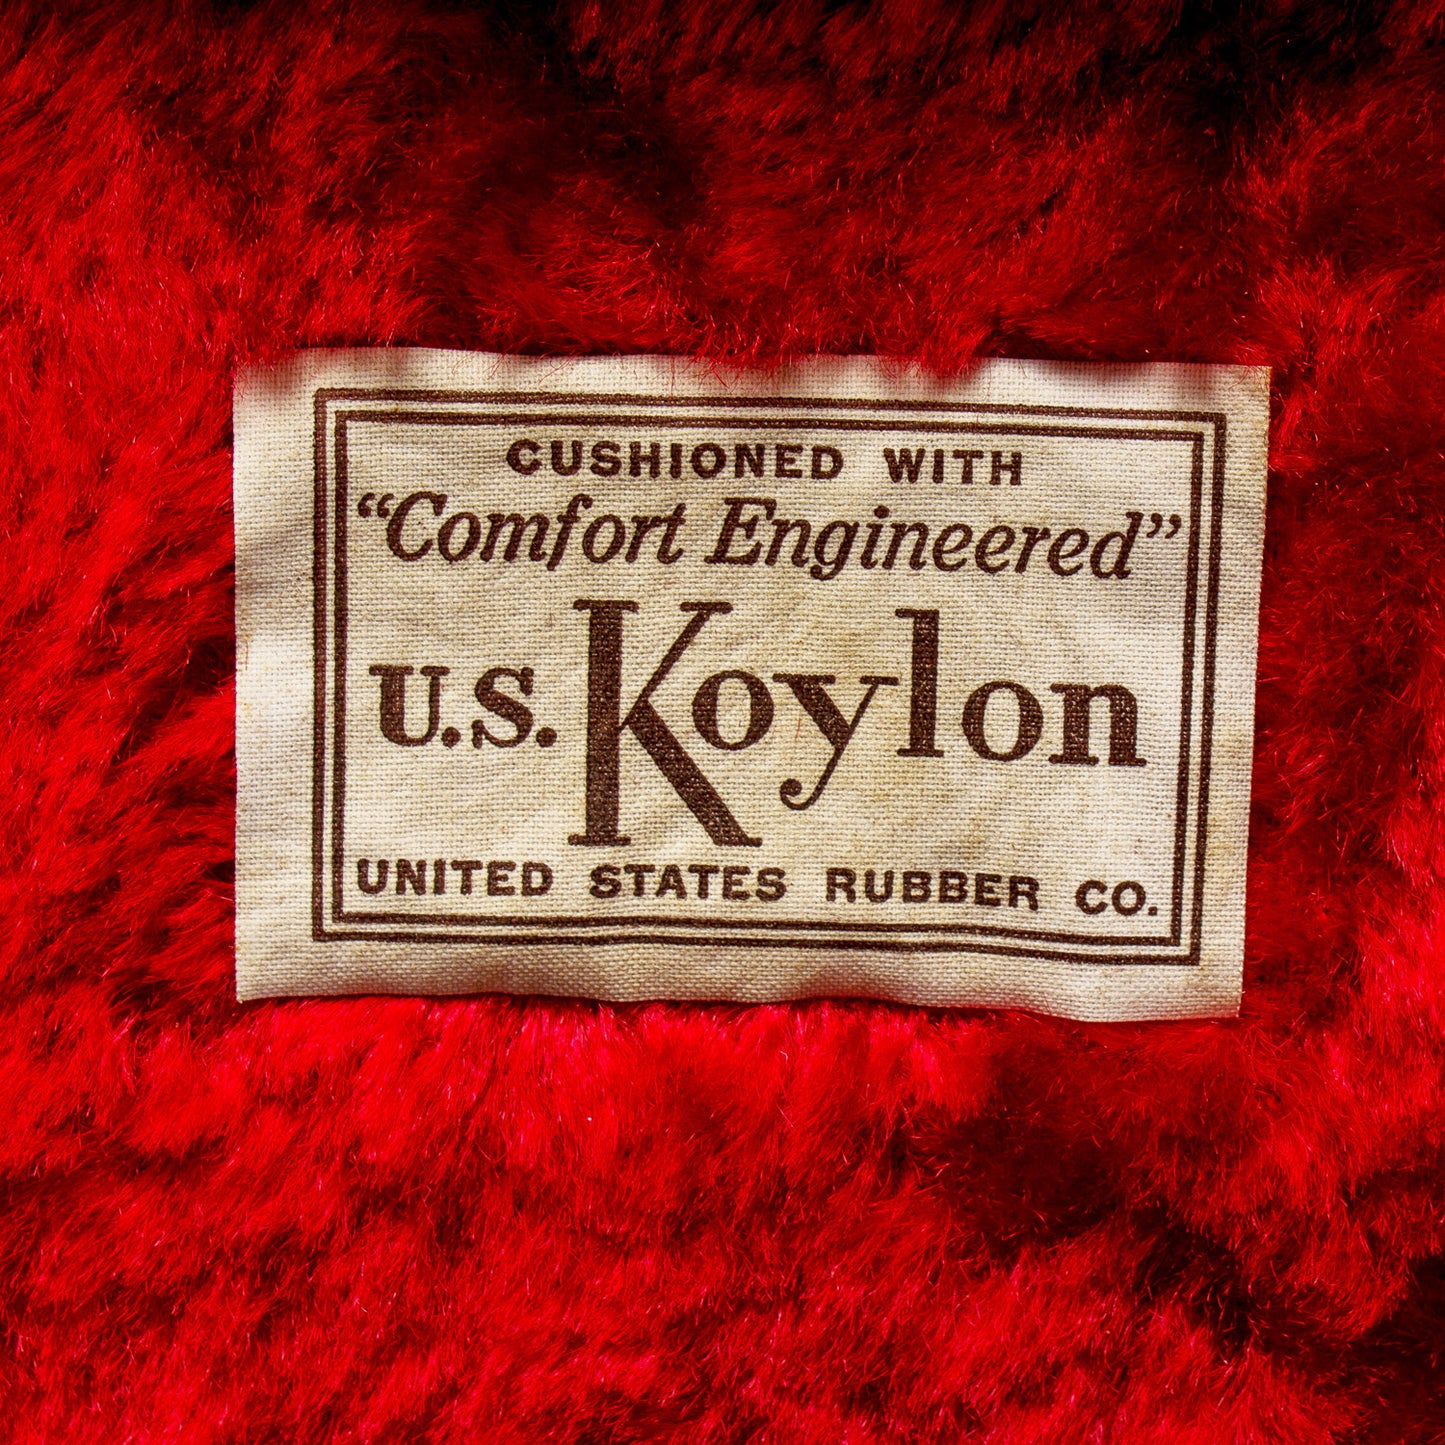 CUSHIONED WITH
“Comfort Engineered”
U.S. Koylon
UNITED STATES RUBBER CO.